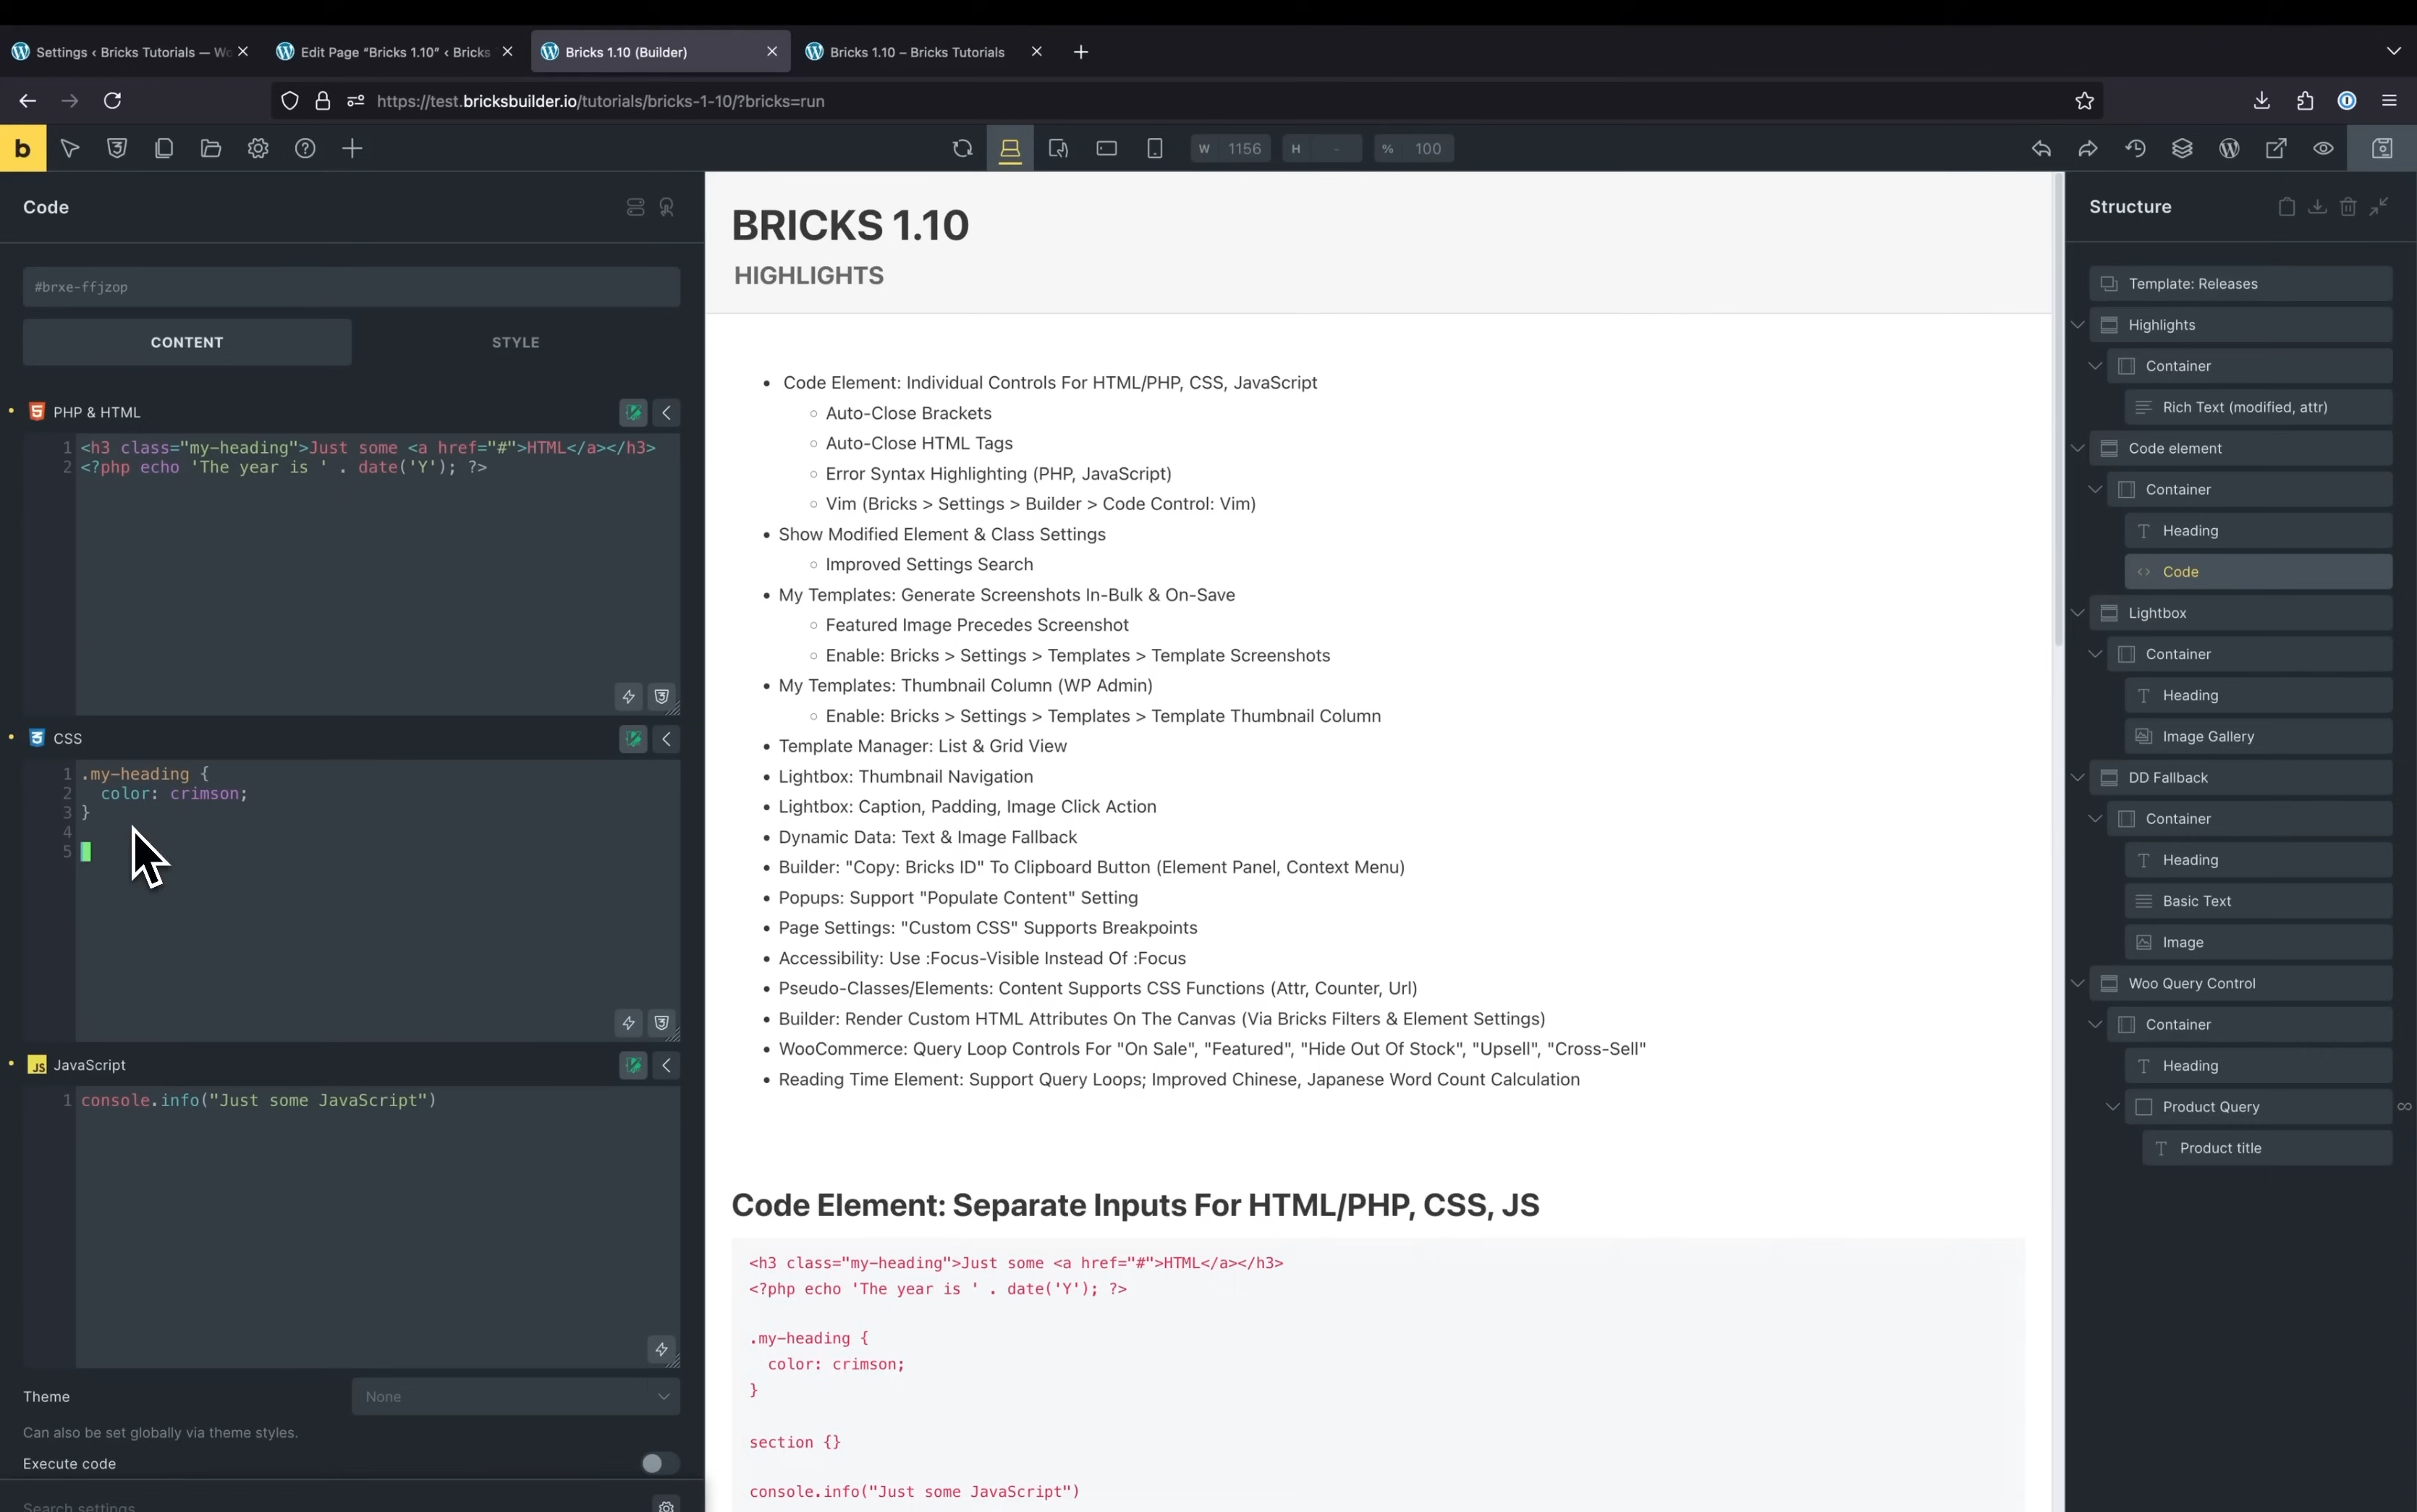 Settings ‹ Bricks Tutorials — Wo
Edit Page “Bricks 1.10” ‹ Bricks
Bricks 1.10 (Builder)
Bricks 1.10 – Bricks Tutorials
https://test.bricksbuilder.io/tutorials/bricks-1-10/?bricks=run
b
W 1156
H -
% 100
Code
#brxe-ffjzop
CONTENT
STYLE
PHP & HTML
1 <h3 class="my-heading">Just some <a href="#">HTML</a></h3>
2 <?php echo 'The year is ' . date('Y'); ?>
CSS
1 .my-heading {
2 color: crimson;
3 }
4
5
JS JavaScript
1 console.info("Just some JavaScript")
Theme
None
Can also be set globally via theme styles.
Execute code
Search settings
BRICKS 1.10
HIGHLIGHTS
• Code Element: Individual Controls For HTML/PHP, CSS, JavaScript
○ Auto-Close Brackets
○ Auto-Close HTML Tags
○ Error Syntax Highlighting (PHP, JavaScript)
○ Vim (Bricks > Settings > Builder > Code Control: Vim)
• Show Modified Element & Class Settings
○ Improved Settings Search
• My Templates: Generate Screenshots In-Bulk & On-Save
○ Featured Image Precedes Screenshot
○ Enable: Bricks > Settings > Templates > Template Screenshots
• My Templates: Thumbnail Column (WP Admin)
○ Enable: Bricks > Settings > Templates > Template Thumbnail Column
• Template Manager: List & Grid View
• Lightbox: Thumbnail Navigation
• Lightbox: Caption, Padding, Image Click Action
• Dynamic Data: Text & Image Fallback
• Builder: "Copy: Bricks ID" To Clipboard Button (Element Panel, Context Menu)
• Popups: Support "Populate Content" Setting
• Page Settings: "Custom CSS" Supports Breakpoints
• Accessibility: Use :Focus-Visible Instead Of :Focus
• Pseudo-Classes/Elements: Content Supports CSS Functions (Attr, Counter, Url)
• Builder: Render Custom HTML Attributes On The Canvas (Via Bricks Filters & Element Settings)
• WooCommerce: Query Loop Controls For "On Sale", "Featured", "Hide Out Of Stock", "Upsell", "Cross-Sell"
• Reading Time Element: Support Query Loops; Improved Chinese, Japanese Word Count Calculation
Code Element: Separate Inputs For HTML/PHP, CSS, JS
<h3 class="my-heading">Just some <a href="#">HTML</a></h3>
<?php echo 'The year is ' . date('Y'); ?>
.my-heading {
color: crimson;
}
section {}
console.info("Just some JavaScript")
Structure
Template: Releases
Highlights
Container
Rich Text (modified, attr)
Code element
Container
Heading
Code
Lightbox
Container
Heading
Image Gallery
DD Fallback
Container
Heading
Basic Text
Image
Woo Query Control
Container
Heading
Product Query
Product title